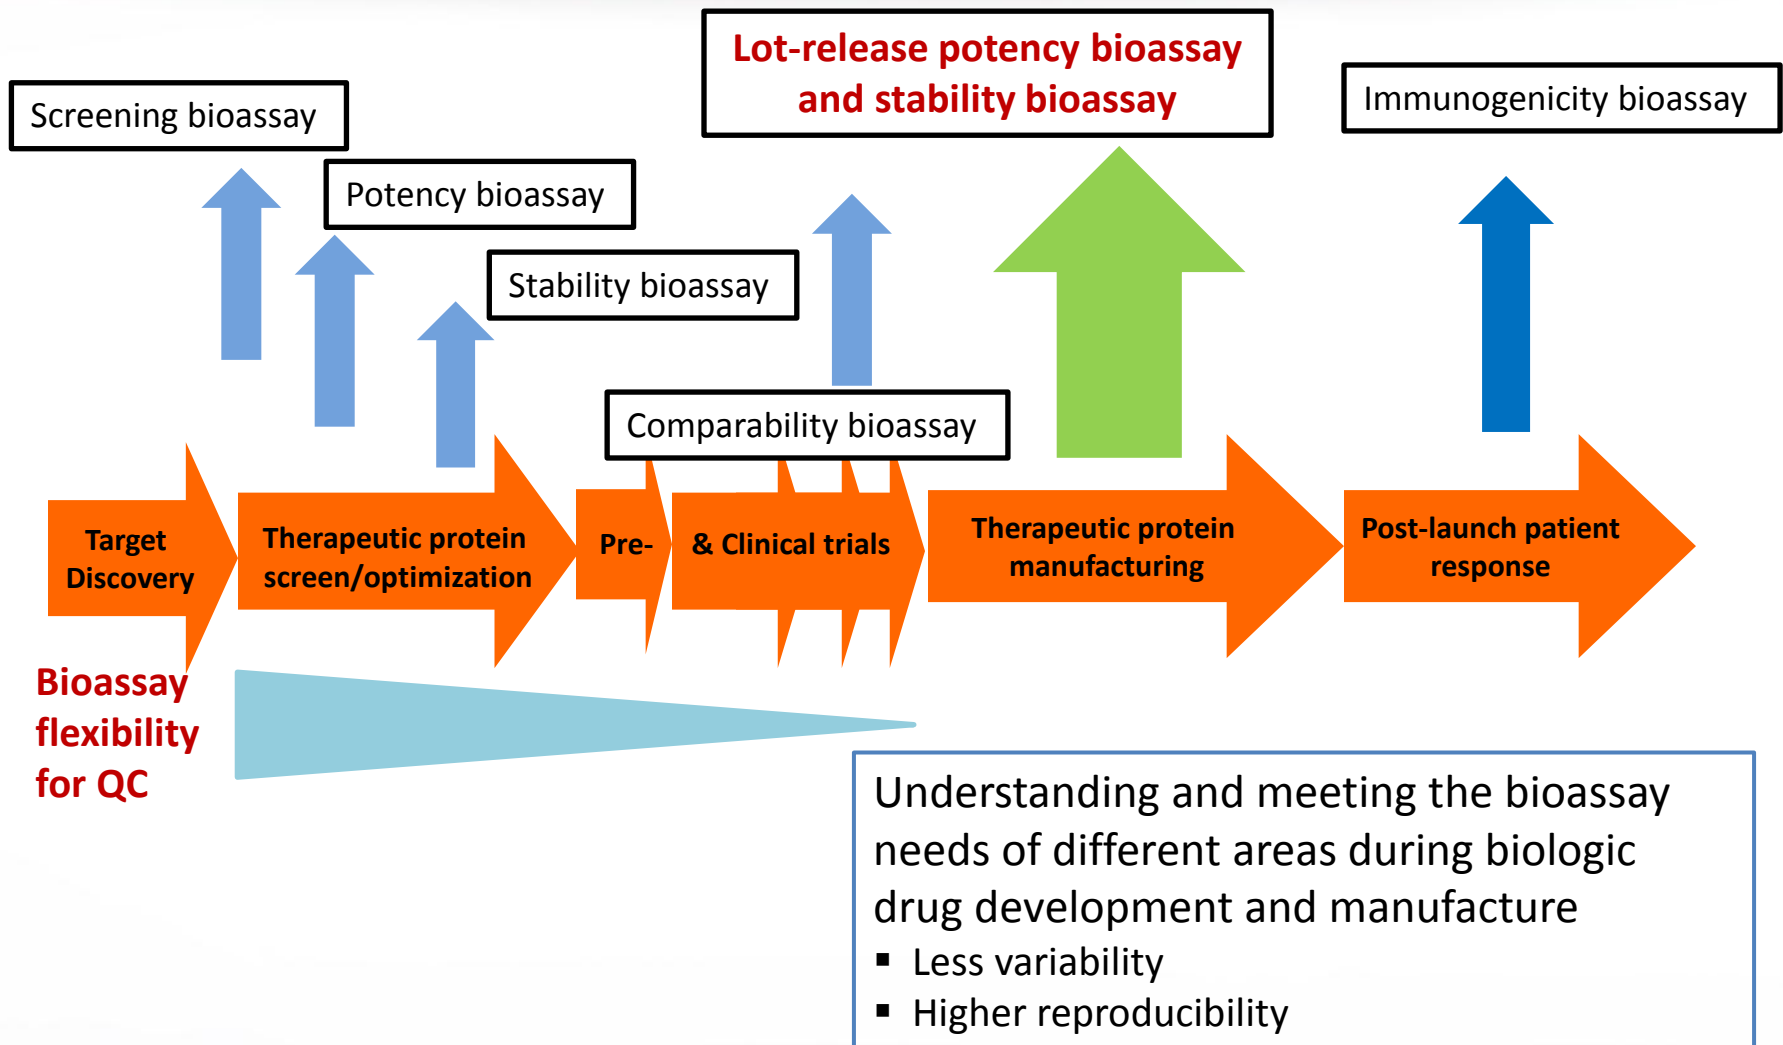 Lot-release potency bioassay
and stability bioassay
Screening bioassay
Immunogenicity bioassay
Potency bioassay
Stability bioassay
Comparability bioassay
Target
Discovery
Therapeutic protein
screen/optimization
Pre-
& Clinical trials
Therapeutic protein
manufacturing
Post-launch patient
response
Bioassay
flexibility
for QC
Understanding and meeting the bioassay
needs of different areas during biologic
drug development and manufacture
▪ Less variability
▪ Higher reproducibility